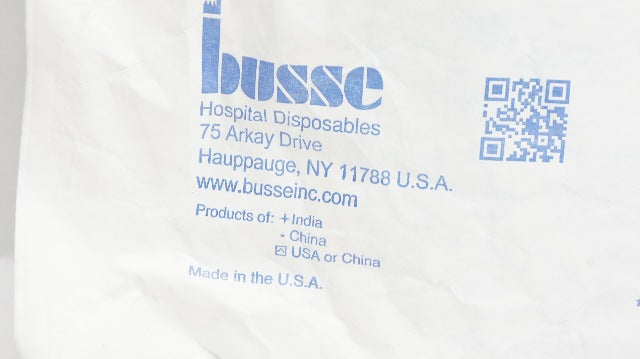 busse
Hospital Disposables
75 Arkay Drive
Hauppauge, NY 11788 U.S.A.
www.busseinc.com
Products of: +India
• China
☒ USA or China
Made in the U.S.A.